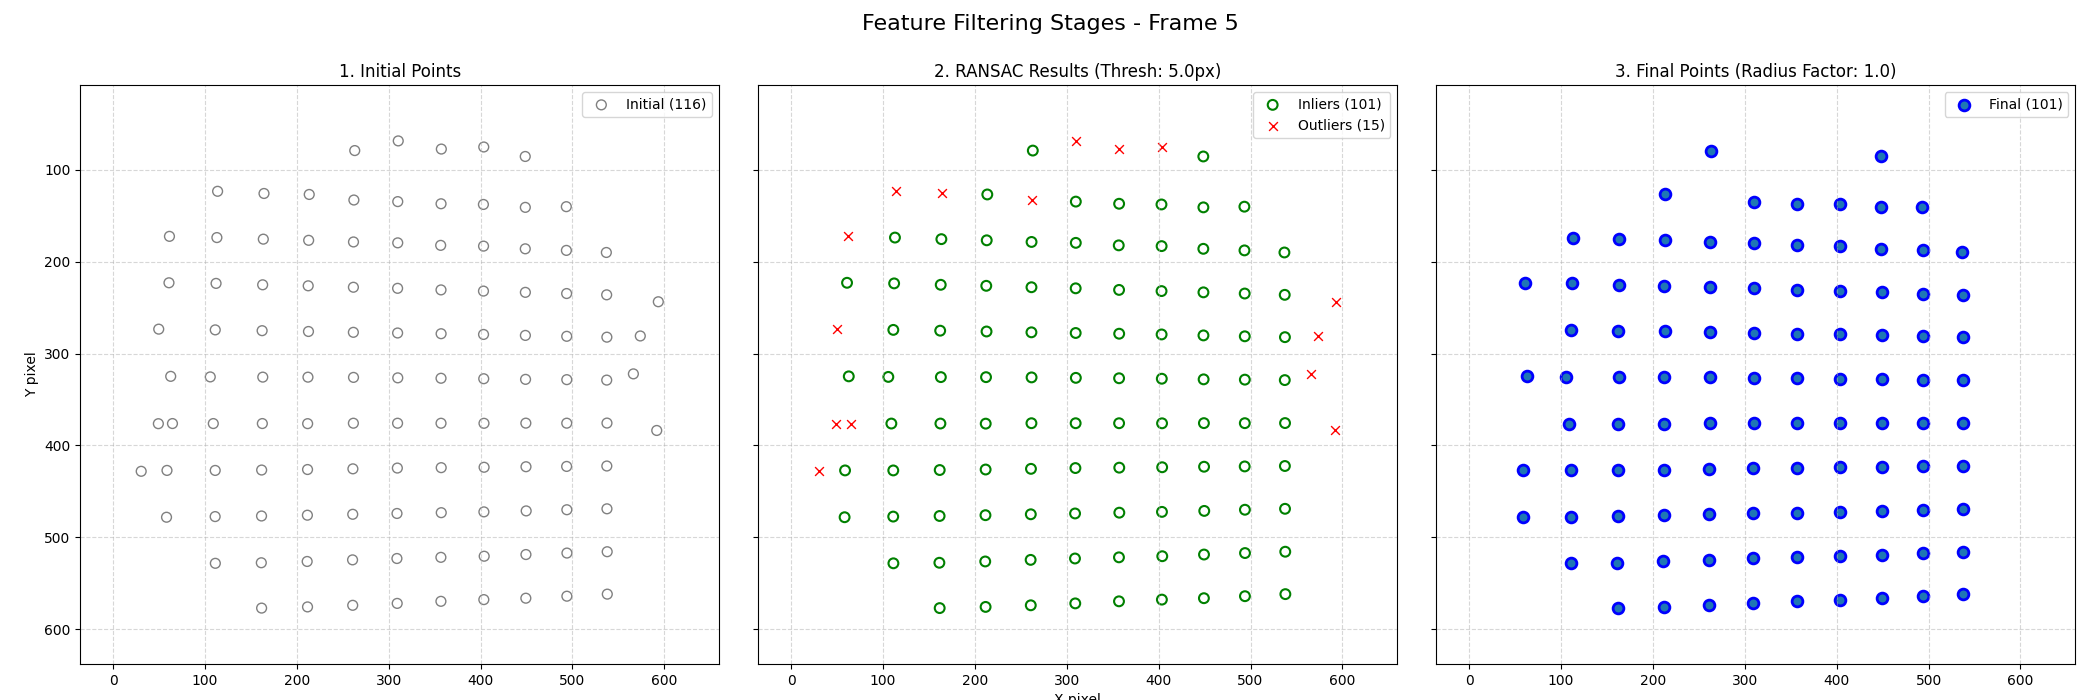 Feature Filtering Stages - Frame 5
1. Initial Points
Initial (116)
Y pixel
100
200
300
400
500
600
0 100 200 300 400 500 600
2. RANSAC Results (Thresh: 5.0px)
Inliers (101)
Outliers (15)
0 100 200 300 400 500 600
X pixel
3. Final Points (Radius Factor: 1.0)
Final (101)
0 100 200 300 400 500 600